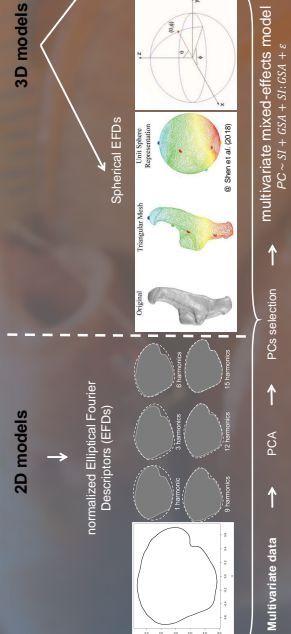 2D models
3D models
normalized Elliptical Fourier
Descriptors (EFDs)
Spherical EFDs
1 harmonic
3 harmonics
6 harmonics
9 harmonics
12 harmonics
15 harmonics
Original
Triangular Mesh
Unit Sphere
Representation
@ Shen et al. (2018)
Multivariate data
PCA
PCs selection
multivariate mixed-effects model
PC ~ SI + GSA + SI: GSA + ε